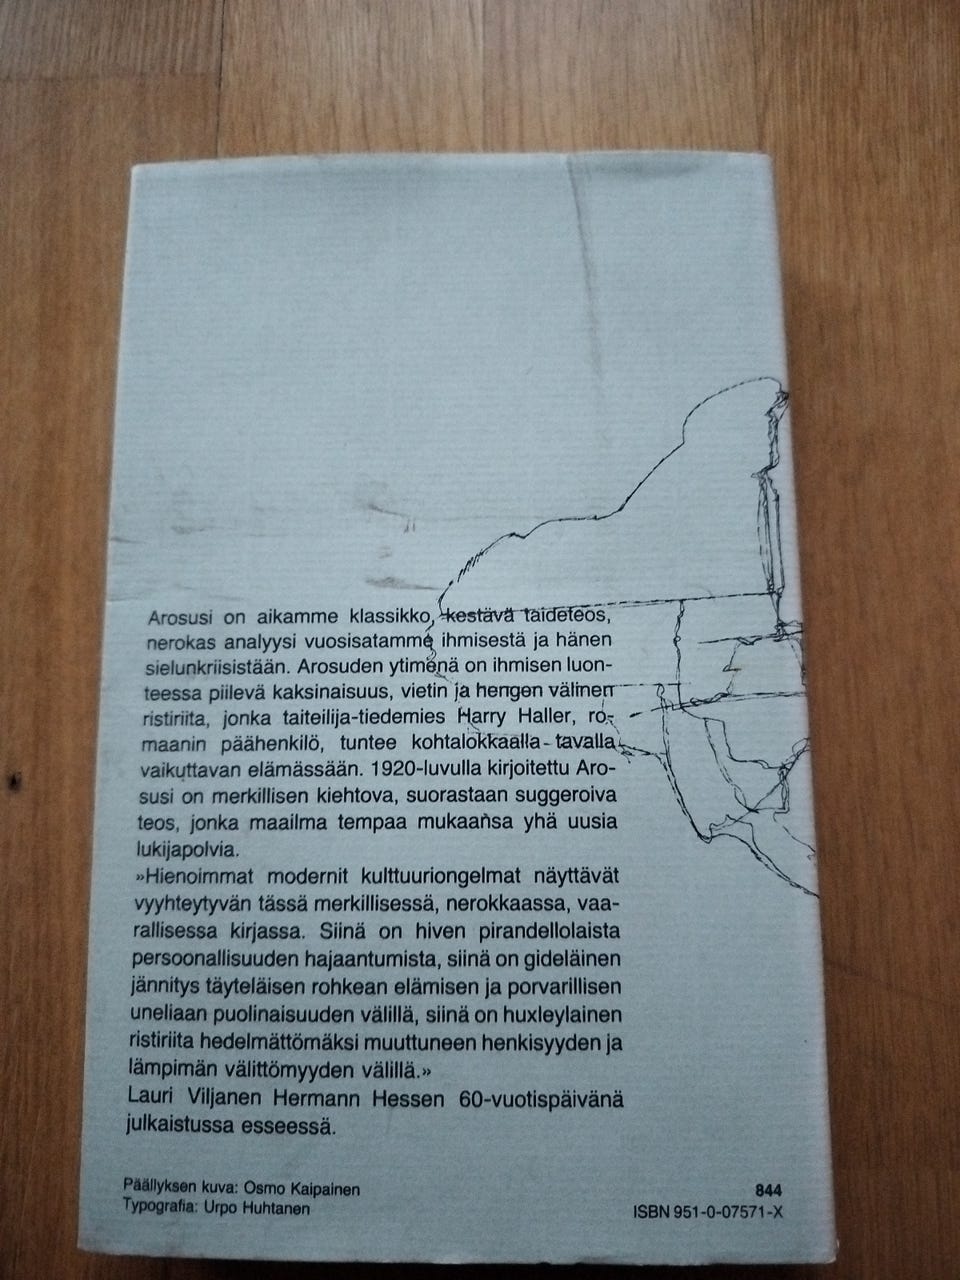 Arosusi on aikamme klassikko, kestävä taideteos,
nerokas analyysi vuosisatamme ihmisestä ja hänen
sielunkriisistään. Arosuden ytimenä on ihmisen luon-
teessa piilevä kaksinaisuus, vietin ja hengen välinen
ristiriita, jonka taiteilija-tiedemies Harry Haller, ro-
maanin päähenkilö, tuntee kohtalokkaalla tavalla
vaikuttavan elämässään. 1920-luvulla kirjoitettu Aro-
susi on merkillisen kiehtova, suorastaan suggeroiva
teos, jonka maailma tempaa mukaansa yhä uusia
lukijapolvia.
»Hienoimmat modernit kulttuuriongelmat näyttävät
vyyhteytyvän tässä merkillisessä, nerokkaassa, vaa-
rallisessa kirjassa. Siinä on hiven pirandellolaista
persoonallisuuden hajaantumista, siinä on gideläinen
jännitys täyteläisen rohkean elämisen ja porvarillisen
uneliaan puolinaisuuden välillä, siinä on huxleylainen
ristiriita hedelmättömäksi muuttuneen henkisyyden ja
lämpimän välittömyyden välillä.»
Lauri Viljanen Hermann Hessen 60-vuotispäivänä
julkaistussa esseessä.
Päällyksen kuva: Osmo Kaipainen
Typografia: Urpo Huhtanen
844
ISBN 951-0-07571-X